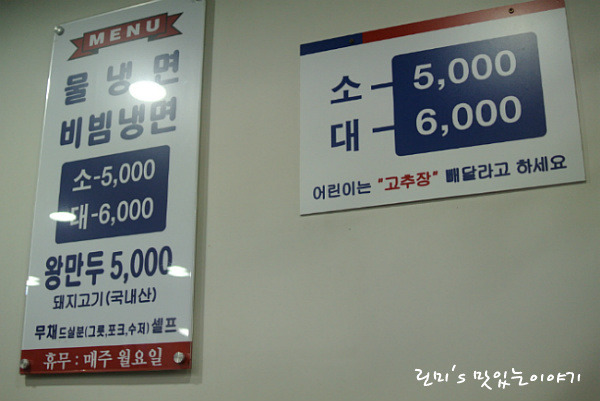 MENU
물냉면
비빔냉면
소-5,000
대-6,000
왕만두 5,000
돼지고기(국내산)
무채 드실분(그릇,포크,수저) 셀프
휴무 : 매주 월요일
소 - 5,000
대 - 6,000
어린이는 "고추장" 빼달라고 하세요
린미's 맛있는이야기